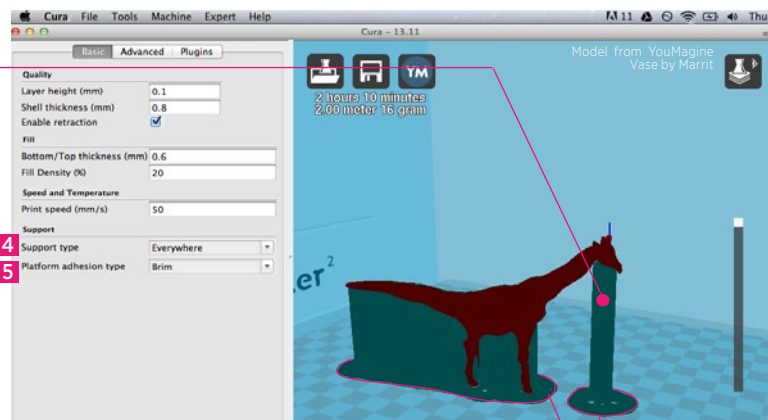 Cura File Tools Machine Expert Help
11
Thu
Cura - 13.11
Basic Advanced Plugins
Quality
Layer height (mm) 0.1
Shell thickness (mm) 0.8
Enable retraction
Fill
Bottom/Top thickness (mm) 0.6
Fill Density (%) 20
Speed and Temperature
Print speed (mm/s) 50
Support
4 Support type Everywhere
5 Platform adhesion type Brim
YM
2 hours 10 minutes
2.00 meter 16 gram
Model from YouMagine
Vase by Marrit
er²